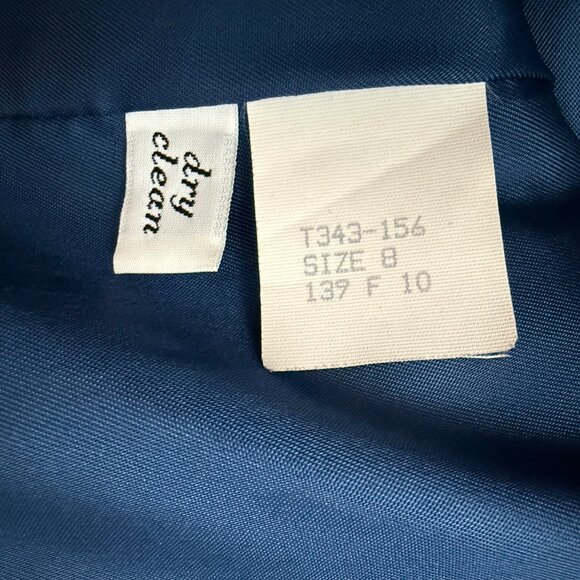 dry
clean
T343-156
SIZE 8
139 F 10